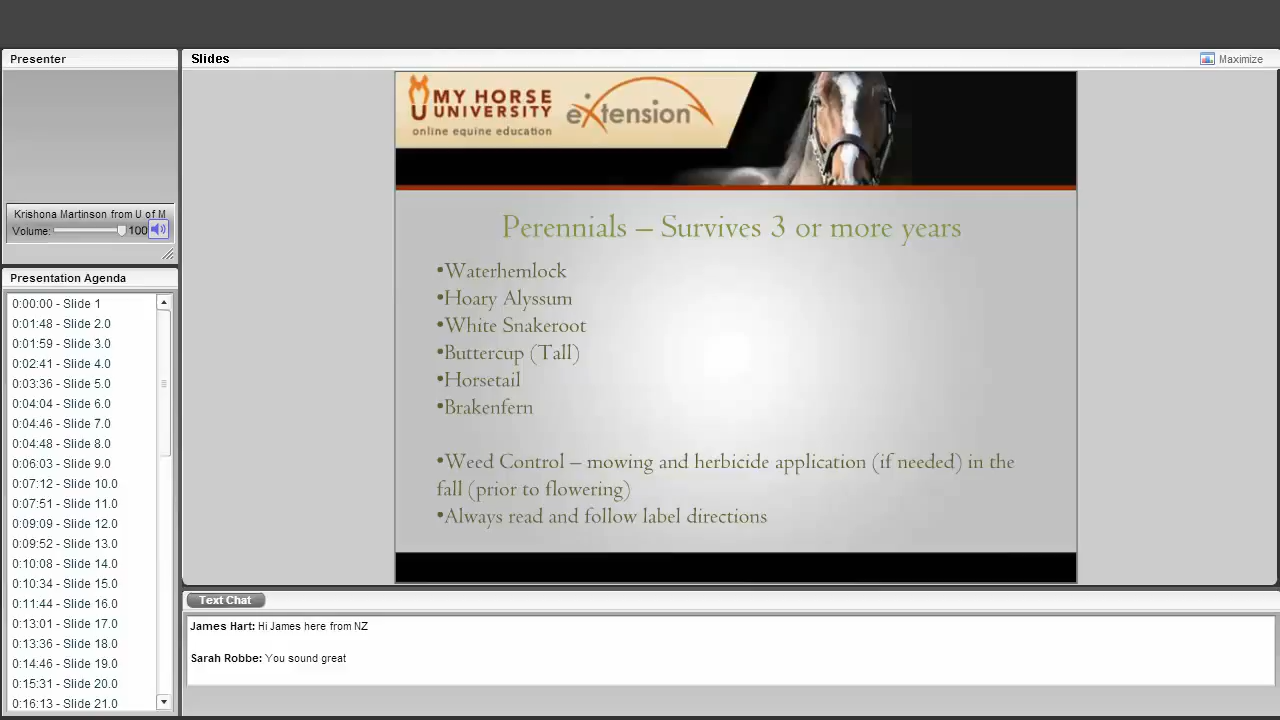 Presenter
Slides
Maximize
MY HORSE
UNIVERSITY
online equine education
eXtension
Krishona Martinson from U of M
Volume: 100
Presentation Agenda
0:00:00 - Slide 1
0:01:48 - Slide 2.0
0:01:59 - Slide 3.0
0:02:41 - Slide 4.0
0:03:36 - Slide 5.0
0:04:04 - Slide 6.0
0:04:46 - Slide 7.0
0:04:48 - Slide 8.0
0:06:03 - Slide 9.0
0:07:12 - Slide 10.0
0:07:51 - Slide 11.0
0:09:09 - Slide 12.0
0:09:52 - Slide 13.0
0:10:08 - Slide 14.0
0:10:34 - Slide 15.0
0:11:44 - Slide 16.0
0:13:01 - Slide 17.0
0:13:36 - Slide 18.0
0:14:46 - Slide 19.0
0:15:31 - Slide 20.0
0:16:13 - Slide 21.0
Perennials – Survives 3 or more years
•Waterhemlock
•Hoary Alyssum
•White Snakeroot
•Buttercup (Tall)
•Horsetail
•Brakenfern
•Weed Control – mowing and herbicide application (if needed) in the
fall (prior to flowering)
•Always read and follow label directions
Text Chat
James Hart: Hi James here from NZ
Sarah Robbe: You sound great